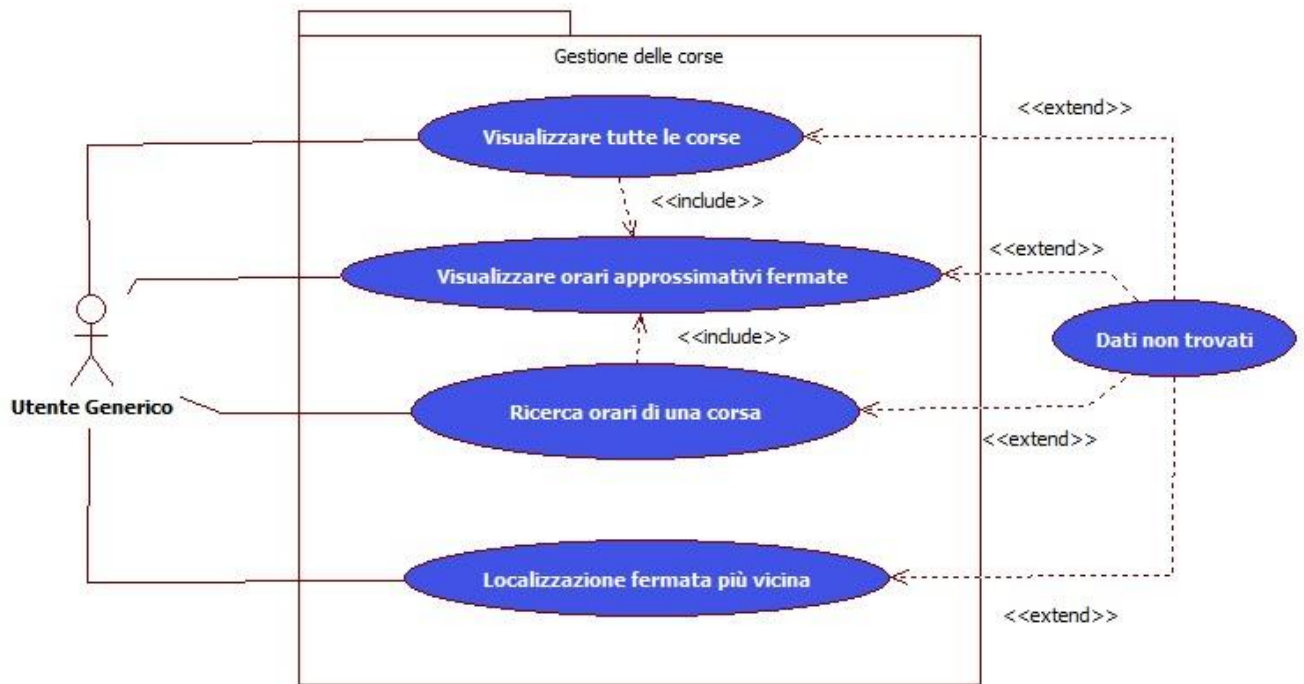 Gestione delle corse
<<extend>>
Visualizzare tutte le corse
<<include>>
<<extend>>
Visualizzare orari approssimativi fermate
<<include>>
Dati non trovati
Utente Generico
Ricerca orari di una corsa
<<extend>>
Localizzazione fermata più vicina
<<extend>>